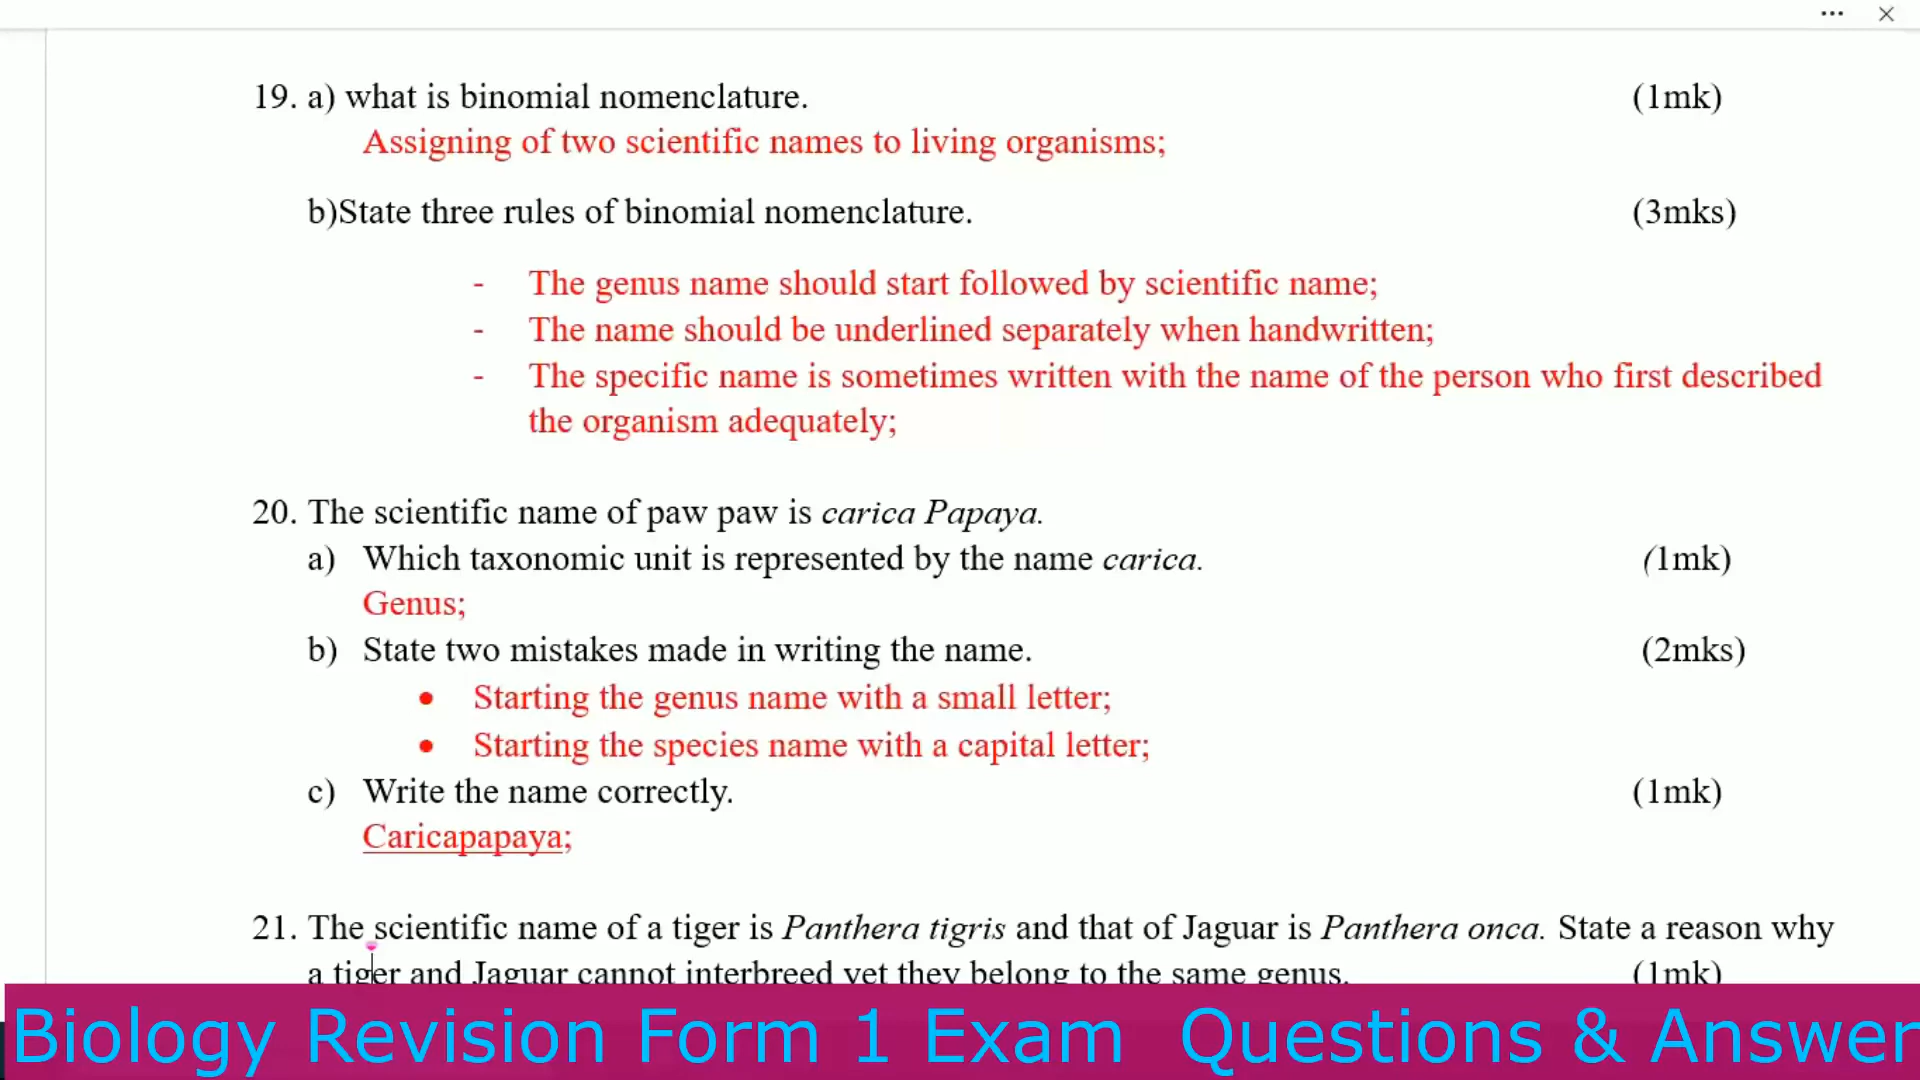 19. a) what is binomial nomenclature. (1mk)
Assigning of two scientific names to living organisms;
b)State three rules of binomial nomenclature. (3mks)
- The genus name should start followed by scientific name;
- The name should be underlined separately when handwritten;
- The specific name is sometimes written with the name of the person who first described
the organism adequately;
20. The scientific name of paw paw is carica Papaya.
a) Which taxonomic unit is represented by the name carica. (1mk)
Genus;
b) State two mistakes made in writing the name. (2mks)
• Starting the genus name with a small letter;
• Starting the species name with a capital letter;
c) Write the name correctly. (1mk)
Caricapapaya;
21. The scientific name of a tiger is Panthera tigris and that of Jaguar is Panthera onca. State a reason why
a tiger and Jaguar cannot interbreed yet they belong to the same genus. (1mk)
Biology Revision Form 1 Exam Questions & Answer